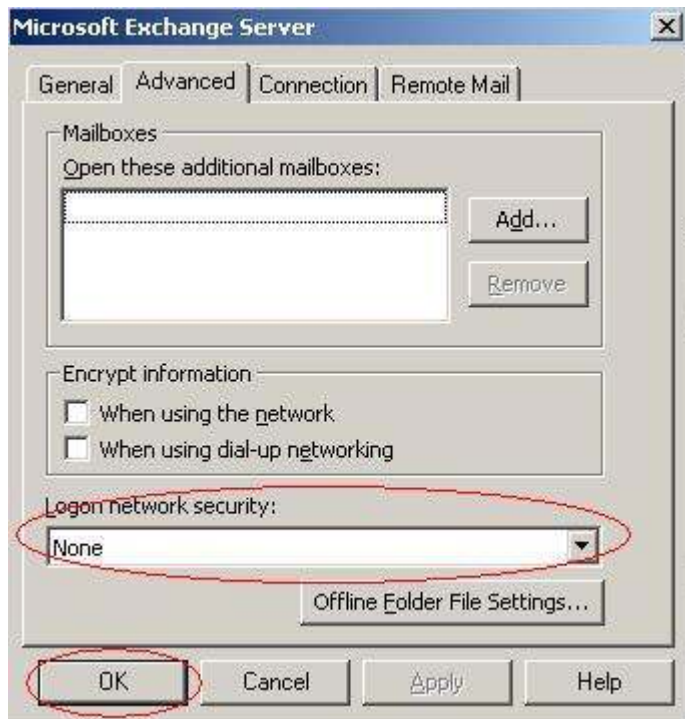 Microsoft Exchange Server
General Advanced Connection Remote Mail
Mailboxes
Open these additional mailboxes:
Add...
Remove
Encrypt information
When using the network
When using dial-up networking
Logon network security:
None
Offline Folder File Settings...
OK Cancel Apply Help